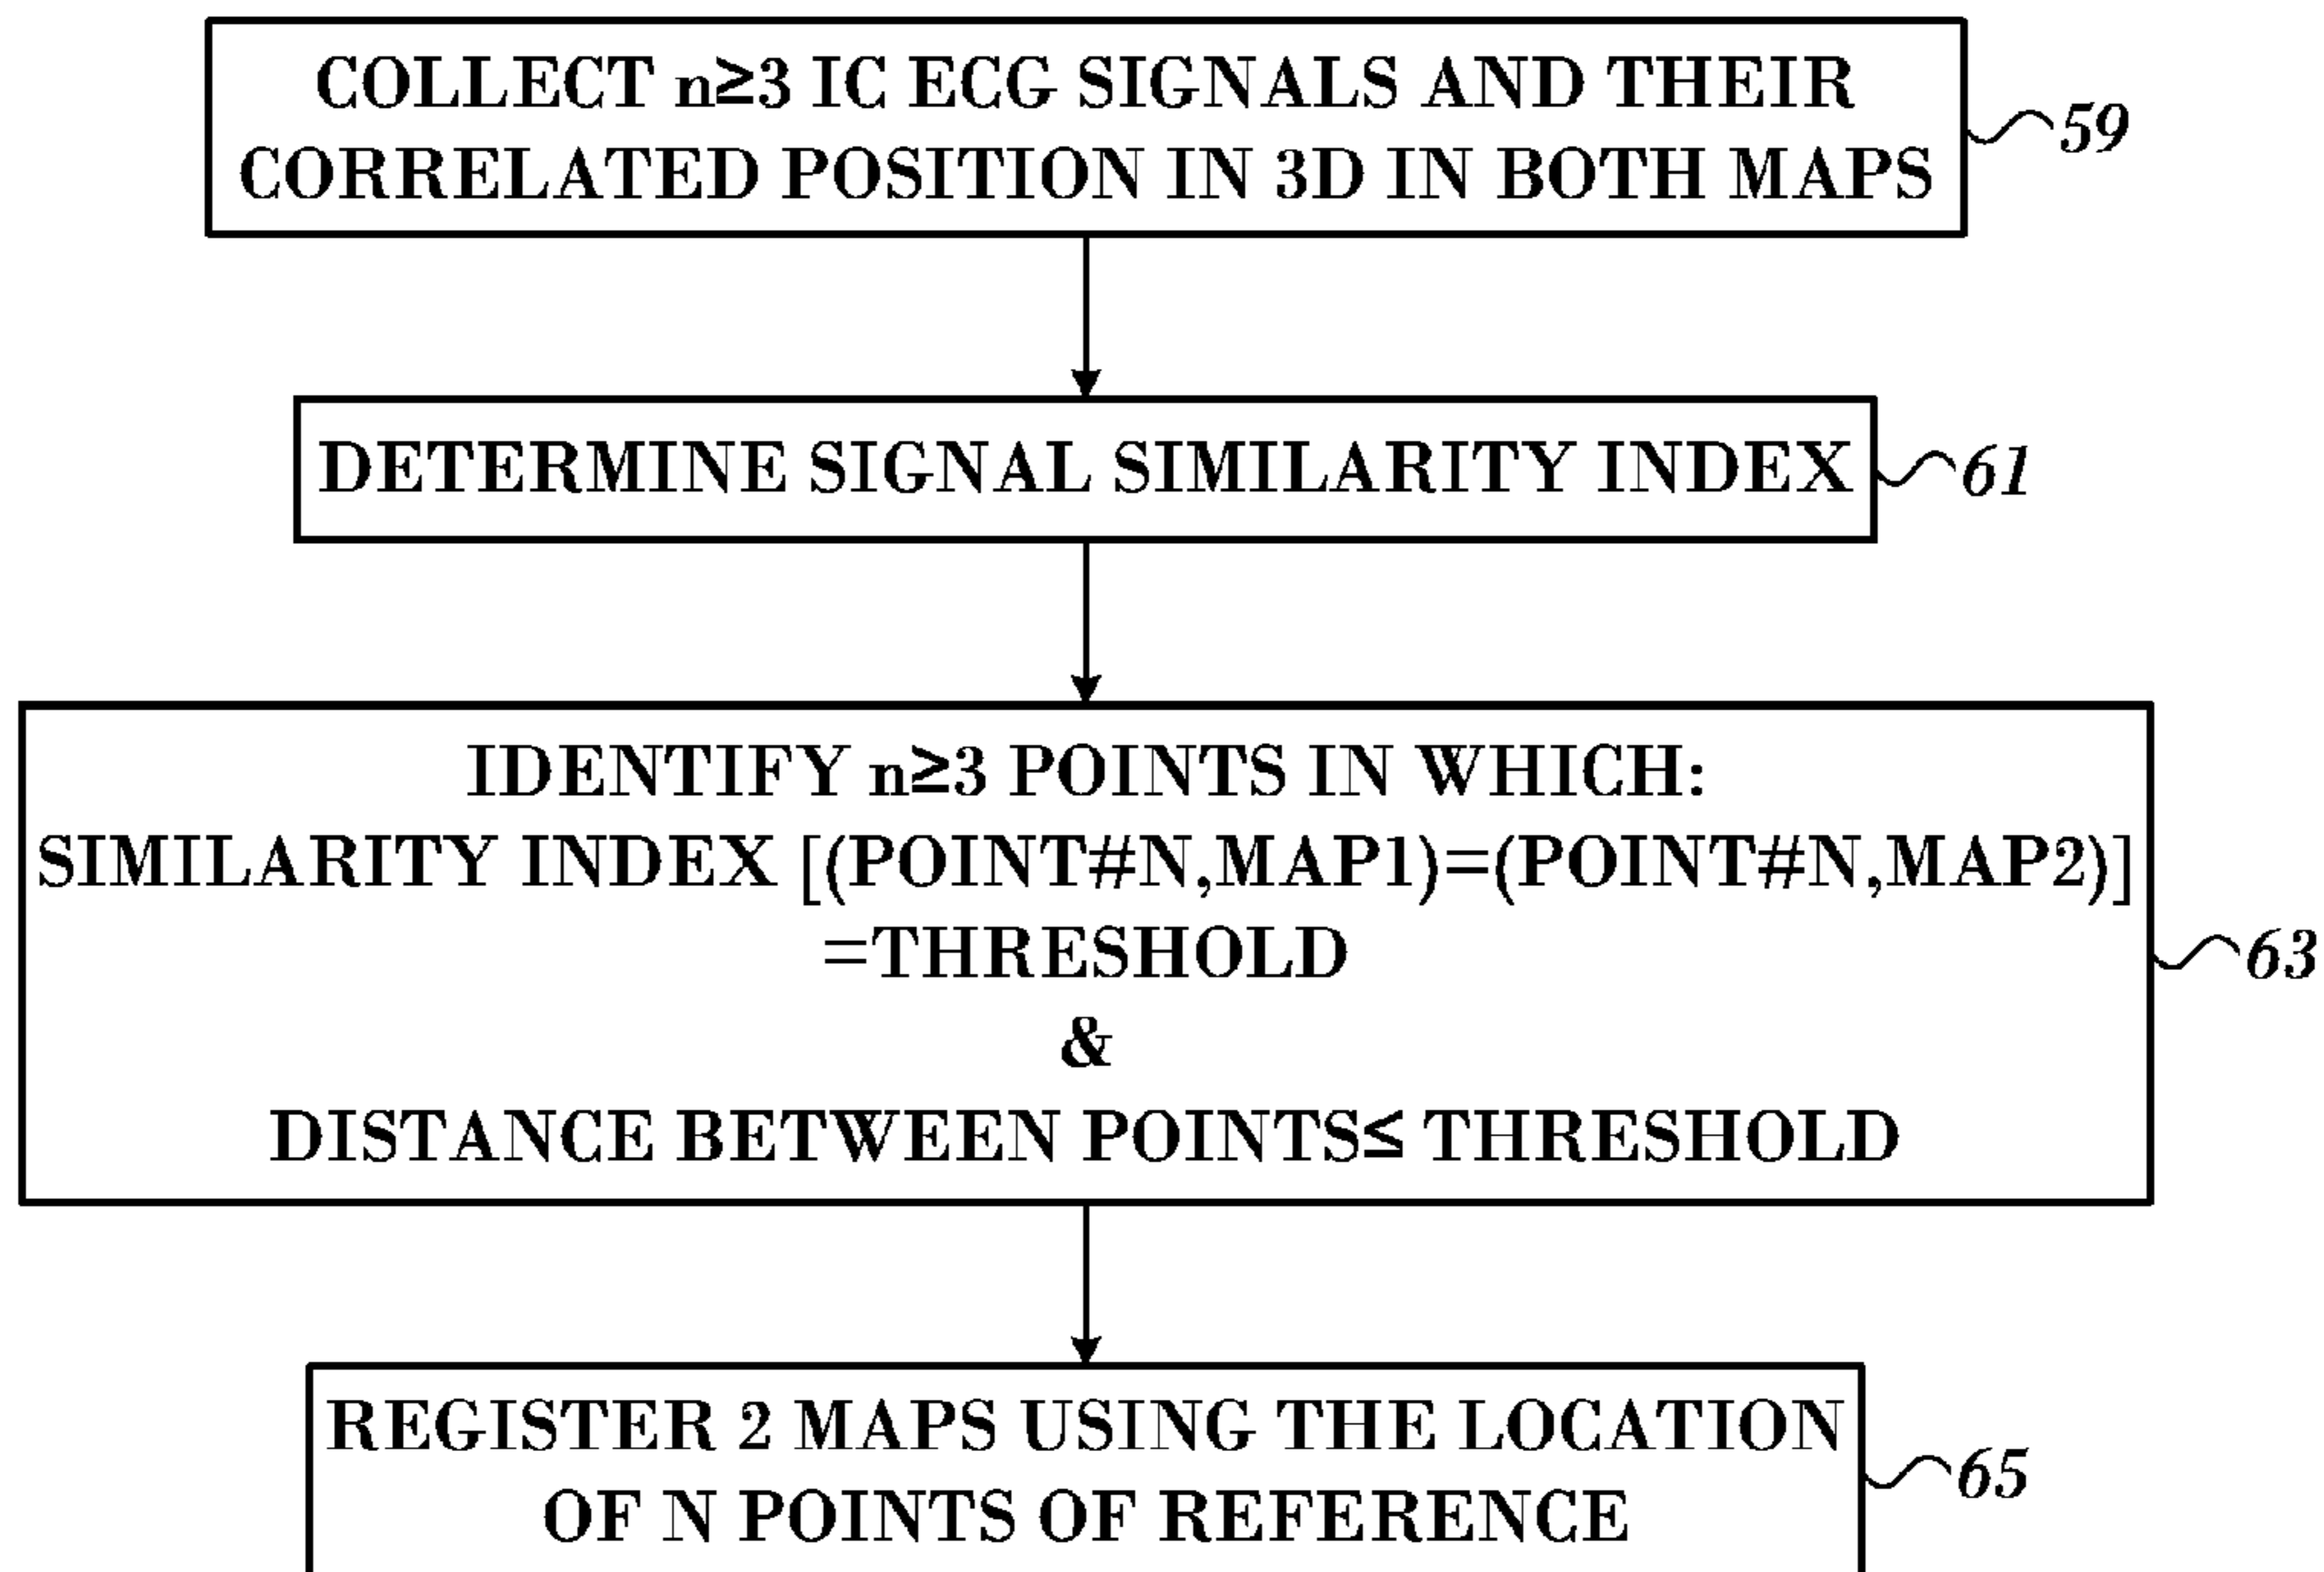 COLLECT n≥3 IC ECG SIGNALS AND THEIR
CORRELATED POSITION IN 3D IN BOTH MAPS
59
DETERMINE SIGNAL SIMILARITY INDEX
61
IDENTIFY n≥3 POINTS IN WHICH:
SIMILARITY INDEX [(POINT#N,MAP1)=(POINT#N,MAP2)]
=THRESHOLD
&
DISTANCE BETWEEN POINTS≤ THRESHOLD
63
REGISTER 2 MAPS USING THE LOCATION
OF N POINTS OF REFERENCE
65